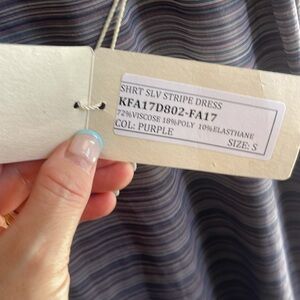 SHRT SLV STRIPE DRESS
KFA17D802-FA17
72%VISCOSE 18%POLY 10%ELASTHANE
COL: PURPLE
SIZE: S